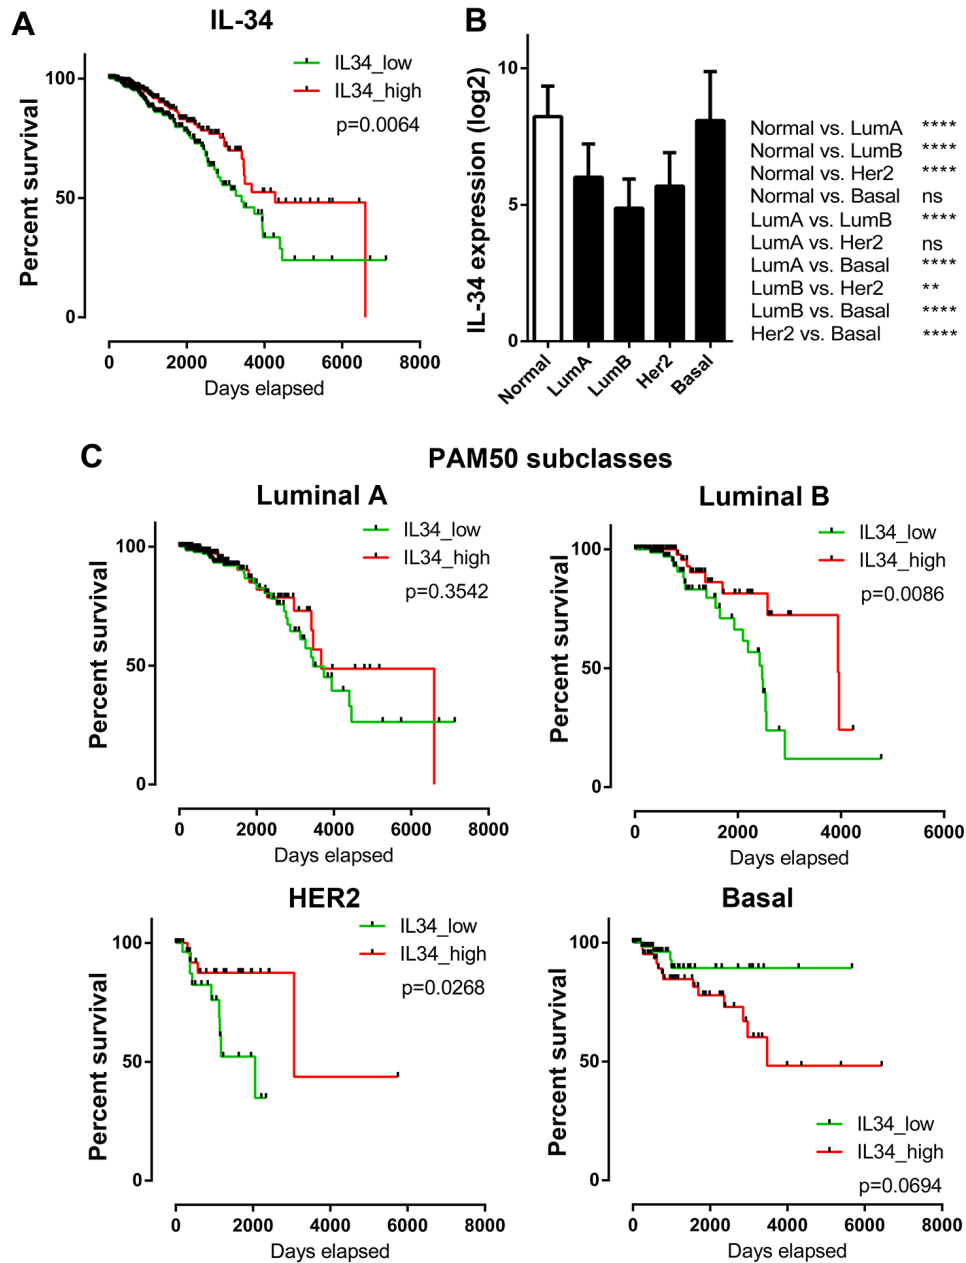 A
IL-34
IL34_low
IL34_high
p=0.0064
Percent survival
100
50
0
0 2000 4000 6000 8000
Days elapsed
B
IL-34 expression (log2)
10
5
0
Normal LumA LumB Her2 Basal
Normal vs. LumA ****
Normal vs. LumB ****
Normal vs. Her2 ****
Normal vs. Basal ns
LumA vs. LumB ****
LumA vs. Her2 ns
LumA vs. Basal ****
LumB vs. Her2 **
LumB vs. Basal ****
Her2 vs. Basal ****
C
PAM50 subclasses
Luminal A
IL34_low
IL34_high
p=0.3542
Percent survival
100
50
0
0 2000 4000 6000 8000
Days elapsed
Luminal B
IL34_low
IL34_high
p=0.0086
Percent survival
100
50
0
0 2000 4000 6000
Days elapsed
HER2
IL34_low
IL34_high
p=0.0268
Percent survival
100
50
0
0 2000 4000 6000 8000
Days elapsed
Basal
Percent survival
100
50
0
IL34_low
IL34_high
p=0.0694
0 2000 4000 6000 8000
Days elapsed